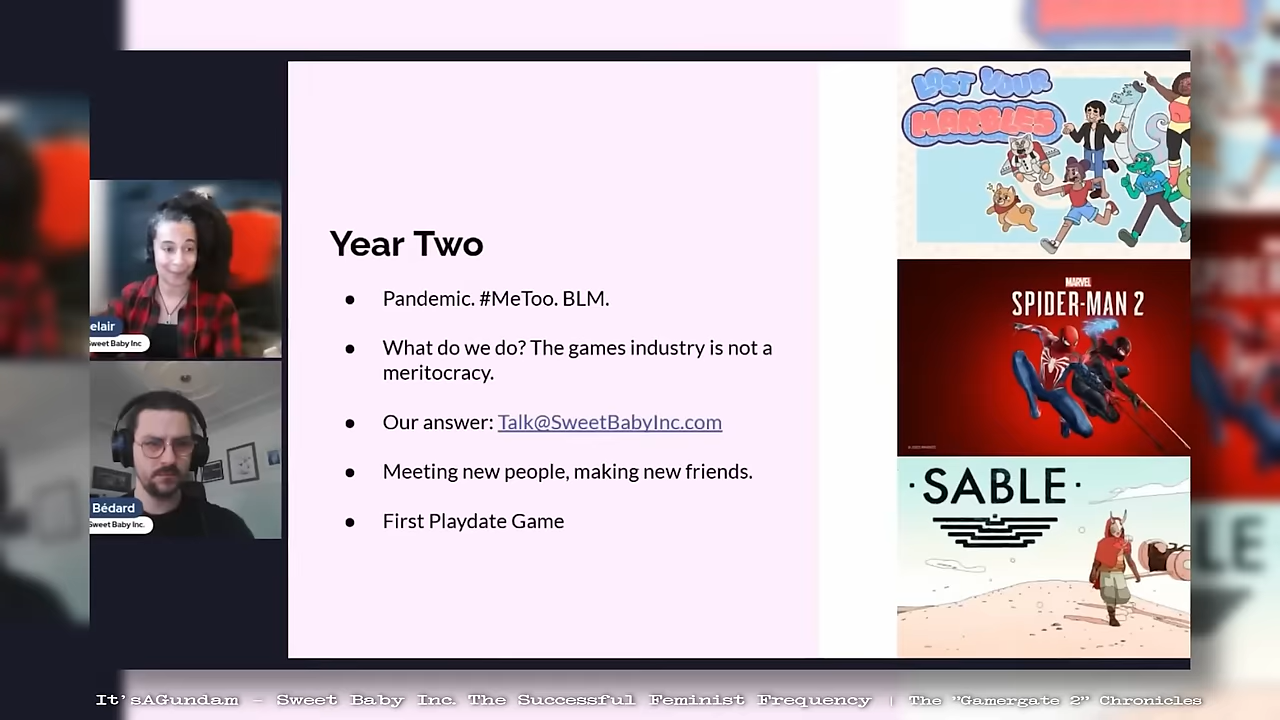 LOST YOUR
MARBLES
Year Two
Pandemic. #MeToo. BLM.
What do we do? The games industry is not a
meritocracy.
Our answer: Talk@SweetBabyInc.com
Meeting new people, making new friends.
First Playdate Game
elair
Sweet Baby Inc
Bédard
Sweet Baby Inc.
MARVEL
SPIDER-MAN 2
·SABLE·
It'sAGundam - Sweet Baby Inc. The Successful Feminist Frequency | The "Gamergate 2" Chronicles